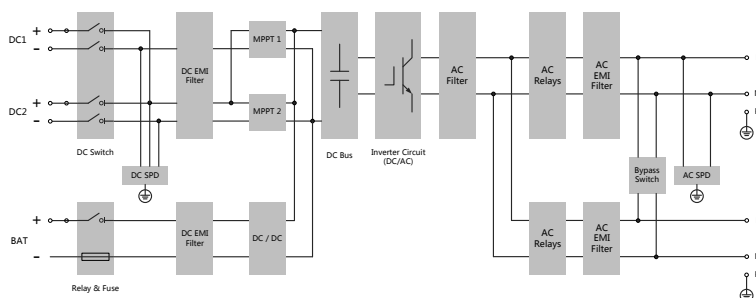 DC1
+
−
DC2
+
−
DC Switch
DC SPD
DC EMI
Filter
MPPT 1
MPPT 2
DC Bus
Inverter Circuit
(DC/AC)
AC
Filter
AC
Relays
AC
EMI
Filter
Bypass
Switch
AC SPD
BAT
+
−
Relay & Fuse
DC EMI
Filter
DC / DC
AC
Relays
AC
EMI
Filter